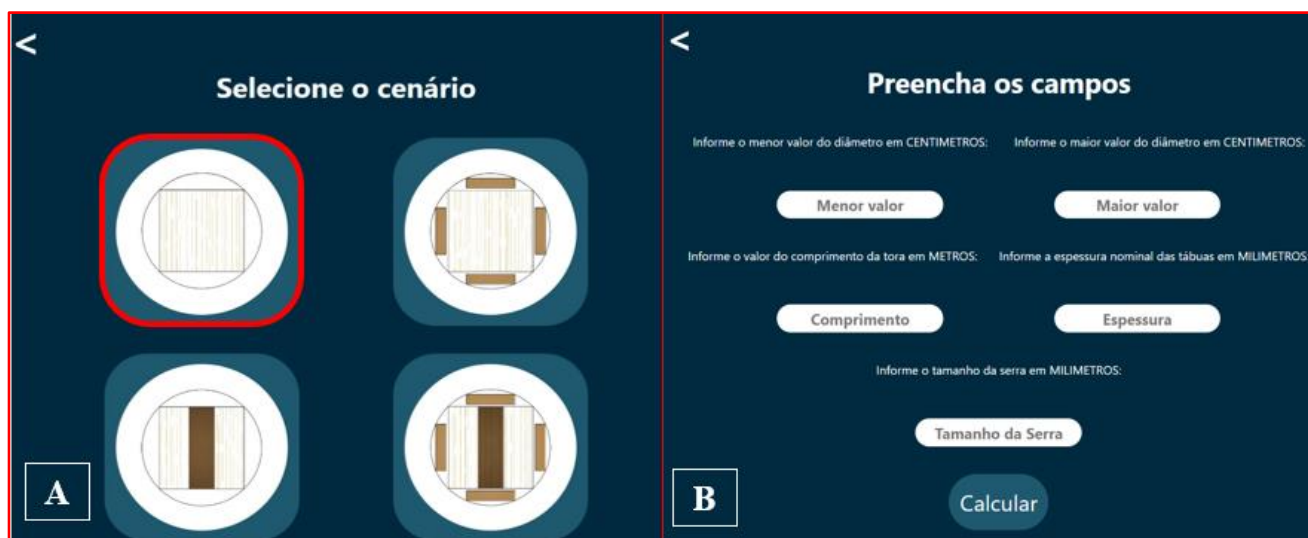 <
Selecione o cenário
A
<
Preencha os campos
Informe o menor valor do diâmetro em CENTIMETROS:
Informe o maior valor do diâmetro em CENTIMETROS:
Menor valor
Maior valor
Informe o valor do comprimento da tora em METROS:
Informe a espessura nominal das tábuas em MILIMETROS
Comprimento
Espessura
Informe o tamanho da serra em MILIMETROS:
Tamanho da Serra
B
Calcular